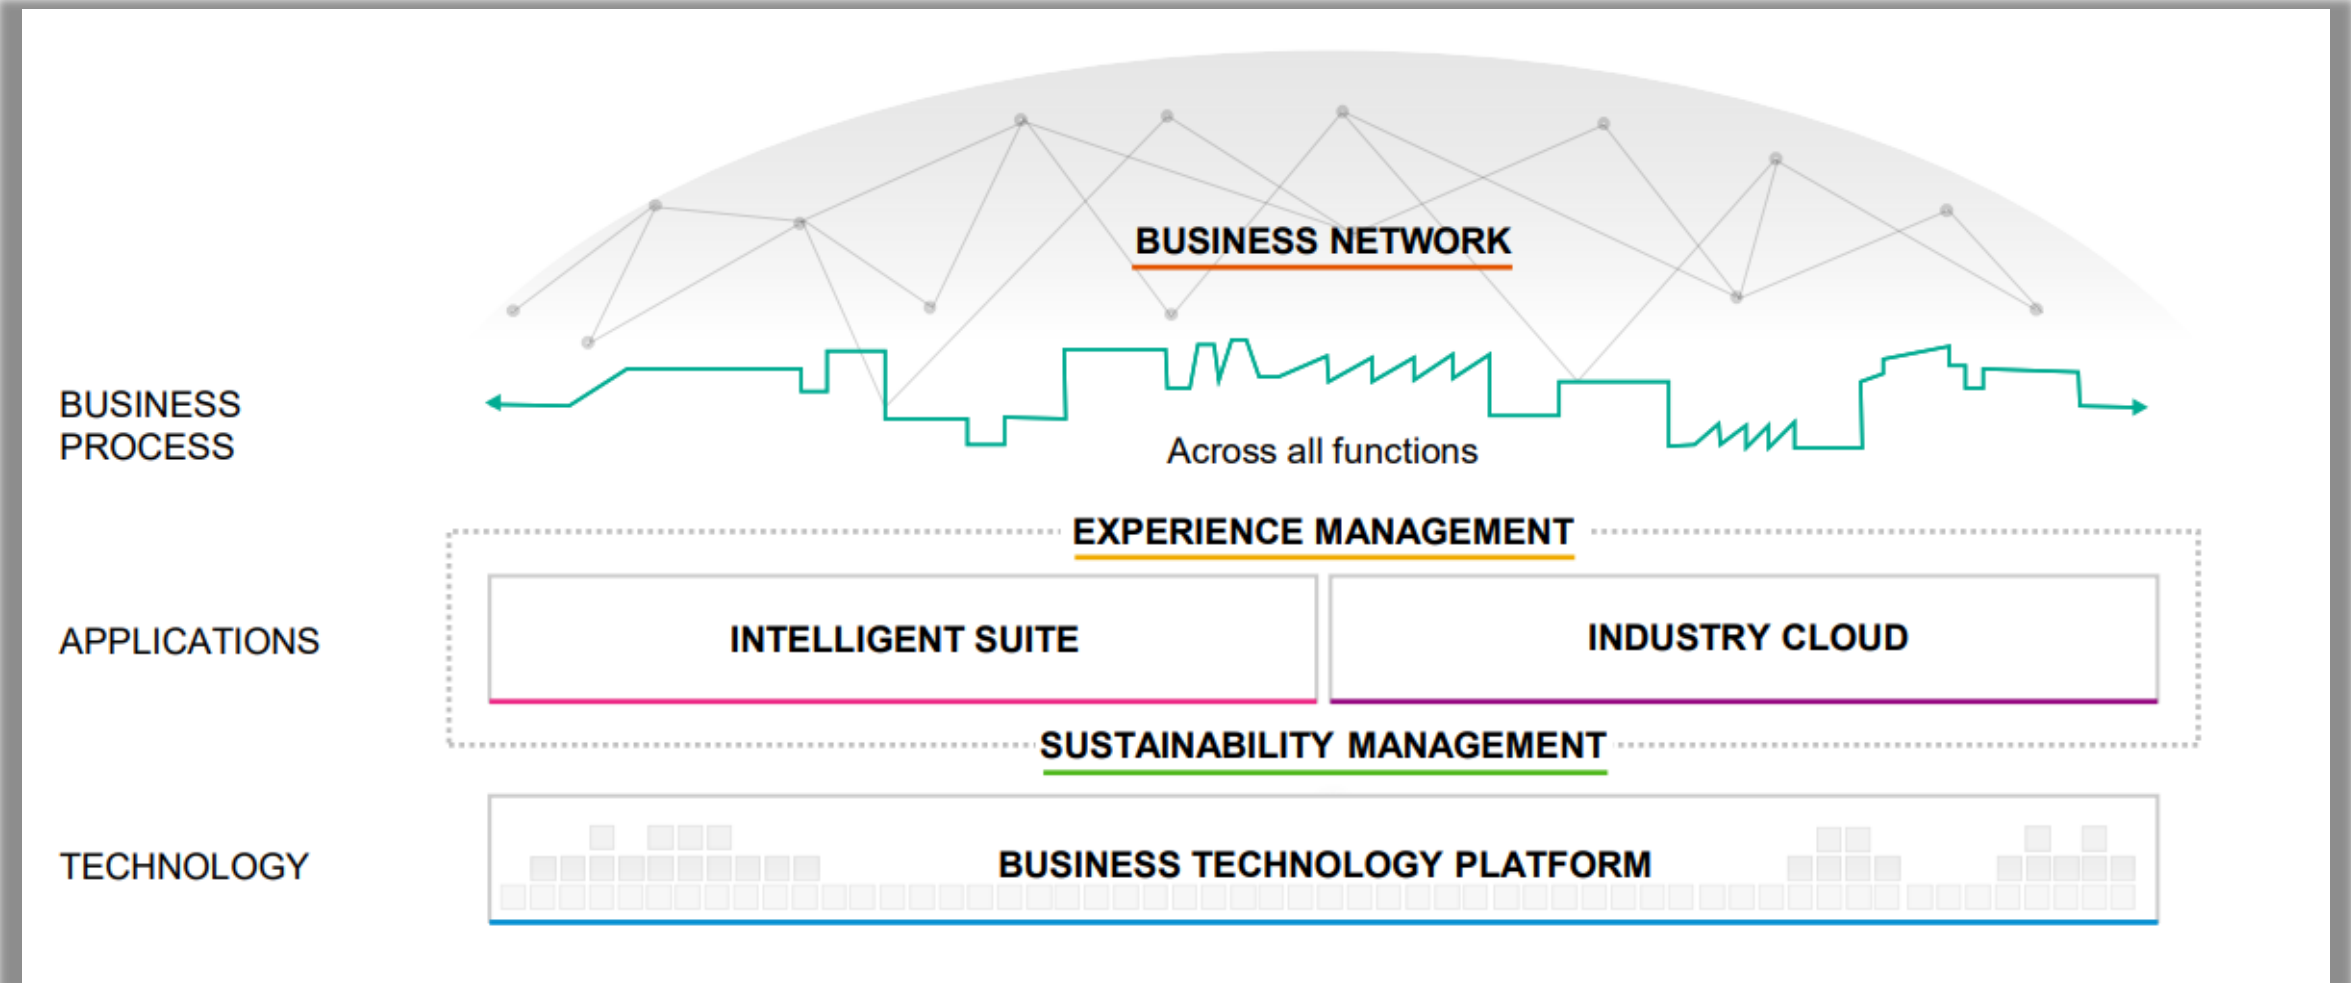 BUSINESS NETWORK
BUSINESS
PROCESS
Across all functions
EXPERIENCE MANAGEMENT
APPLICATIONS
INTELLIGENT SUITE
INDUSTRY CLOUD
SUSTAINABILITY MANAGEMENT
TECHNOLOGY
BUSINESS TECHNOLOGY PLATFORM